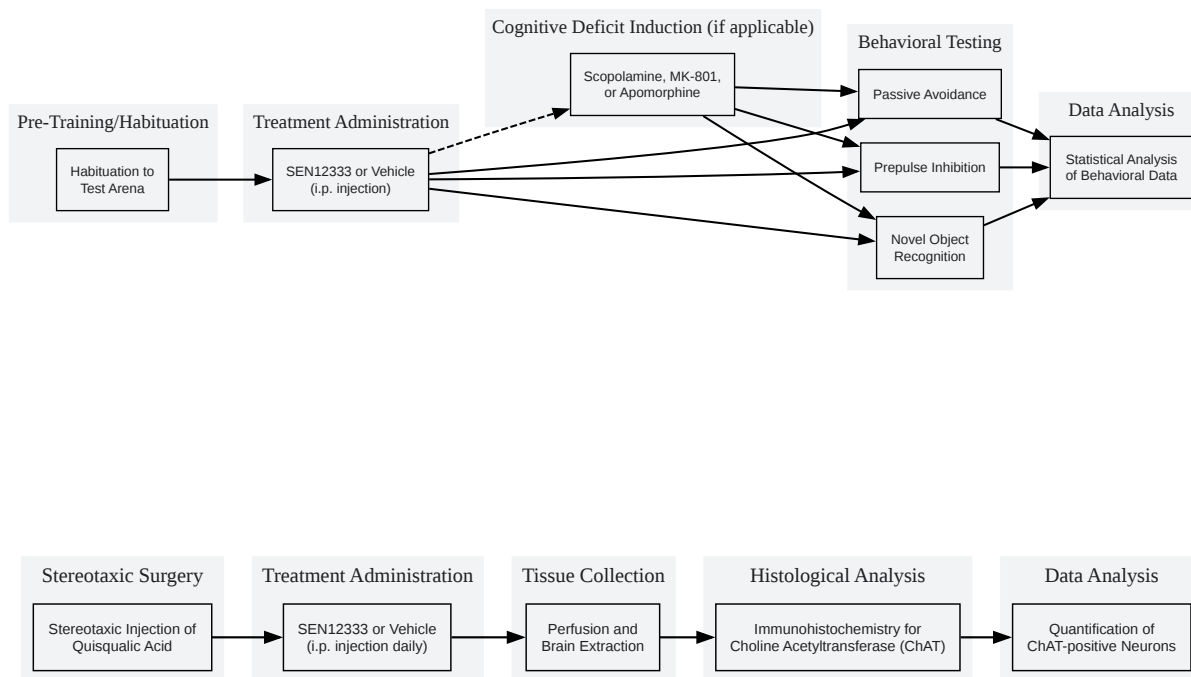 Cognitive Deficit Induction (if applicable)
Scopolamine, MK-801,
or Apomorphine
Behavioral Testing
Passive Avoidance
Prepulse Inhibition
Novel Object
Recognition
Pre-Training/Habituation
Habituation to
Test Arena
Treatment Administration
SEN12333 or Vehicle
(i.p. injection)
Data Analysis
Statistical Analysis
of Behavioral Data
Stereotaxic Surgery
Stereotaxic Injection of
Quisqualic Acid
Treatment Administration
SEN12333 or Vehicle
(i.p. injection daily)
Tissue Collection
Perfusion and
Brain Extraction
Histological Analysis
Immunohistochemistry for
Choline Acetyltransferase (ChAT)
Data Analysis
Quantification of
ChAT-positive Neurons